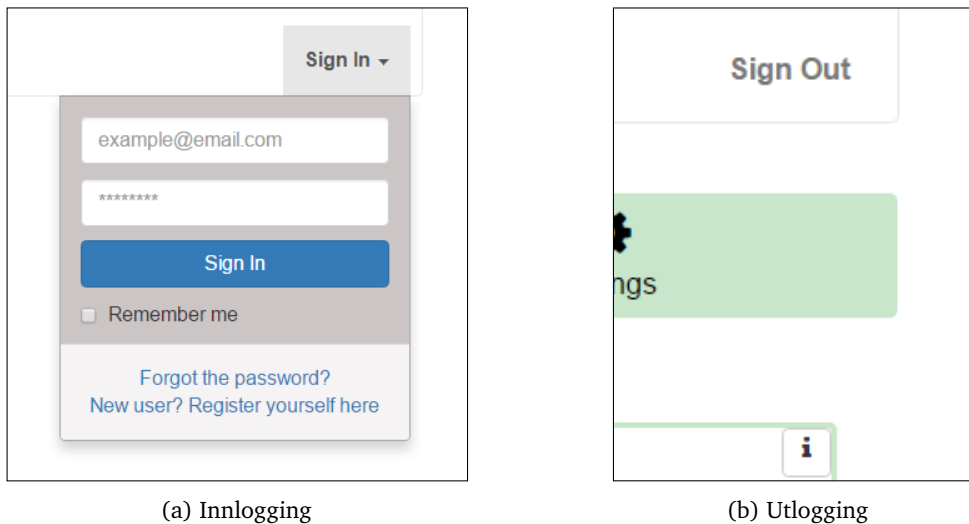 Sign In
example@email.com
********
Sign In
Remember me
Forgot the password?
New user? Register yourself here
(a) Innlogging
Sign Out
ngs
i
(b) Utlogging